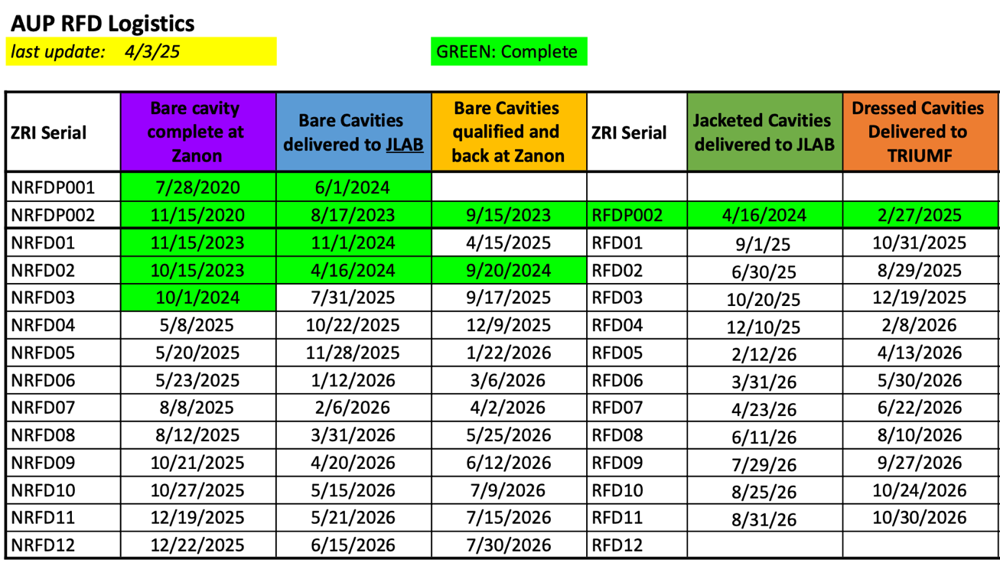 AUP RFD Logistics
last update: 4/3/25 GREEN: Complete
ZRI Serial Bare cavity complete at Zanon Bare Cavities delivered to JLAB Bare Cavities qualified and back at Zanon ZRI Serial Jacketed Cavities delivered to JLAB Dressed Cavities Delivered to TRIUMF
NRFDP001 7/28/2020 6/1/2024
NRFDP002 11/15/2020 8/17/2023 9/15/2023 RFDP002 4/16/2024 2/27/2025
NRFD01 11/15/2023 11/1/2024 4/15/2025 RFD01 9/1/25 10/31/2025
NRFD02 10/15/2023 4/16/2024 9/20/2024 RFD02 6/30/25 8/29/2025
NRFD03 10/1/2024 7/31/2025 9/17/2025 RFD03 10/20/25 12/19/2025
NRFD04 5/8/2025 10/22/2025 12/9/2025 RFD04 12/10/25 2/8/2026
NRFD05 5/20/2025 11/28/2025 1/22/2026 RFD05 2/12/26 4/13/2026
NRFD06 5/23/2025 1/12/2026 3/6/2026 RFD06 3/31/26 5/30/2026
NRFD07 8/8/2025 2/6/2026 4/2/2026 RFD07 4/23/26 6/22/2026
NRFD08 8/12/2025 3/31/2026 5/25/2026 RFD08 6/11/26 8/10/2026
NRFD09 10/21/2025 4/20/2026 6/12/2026 RFD09 7/29/26 9/27/2026
NRFD10 10/27/2025 5/15/2026 7/9/2026 RFD10 8/25/26 10/24/2026
NRFD11 12/19/2025 5/21/2026 7/15/2026 RFD11 8/31/26 10/30/2026
NRFD12 12/22/2025 6/15/2026 7/30/2026 RFD12